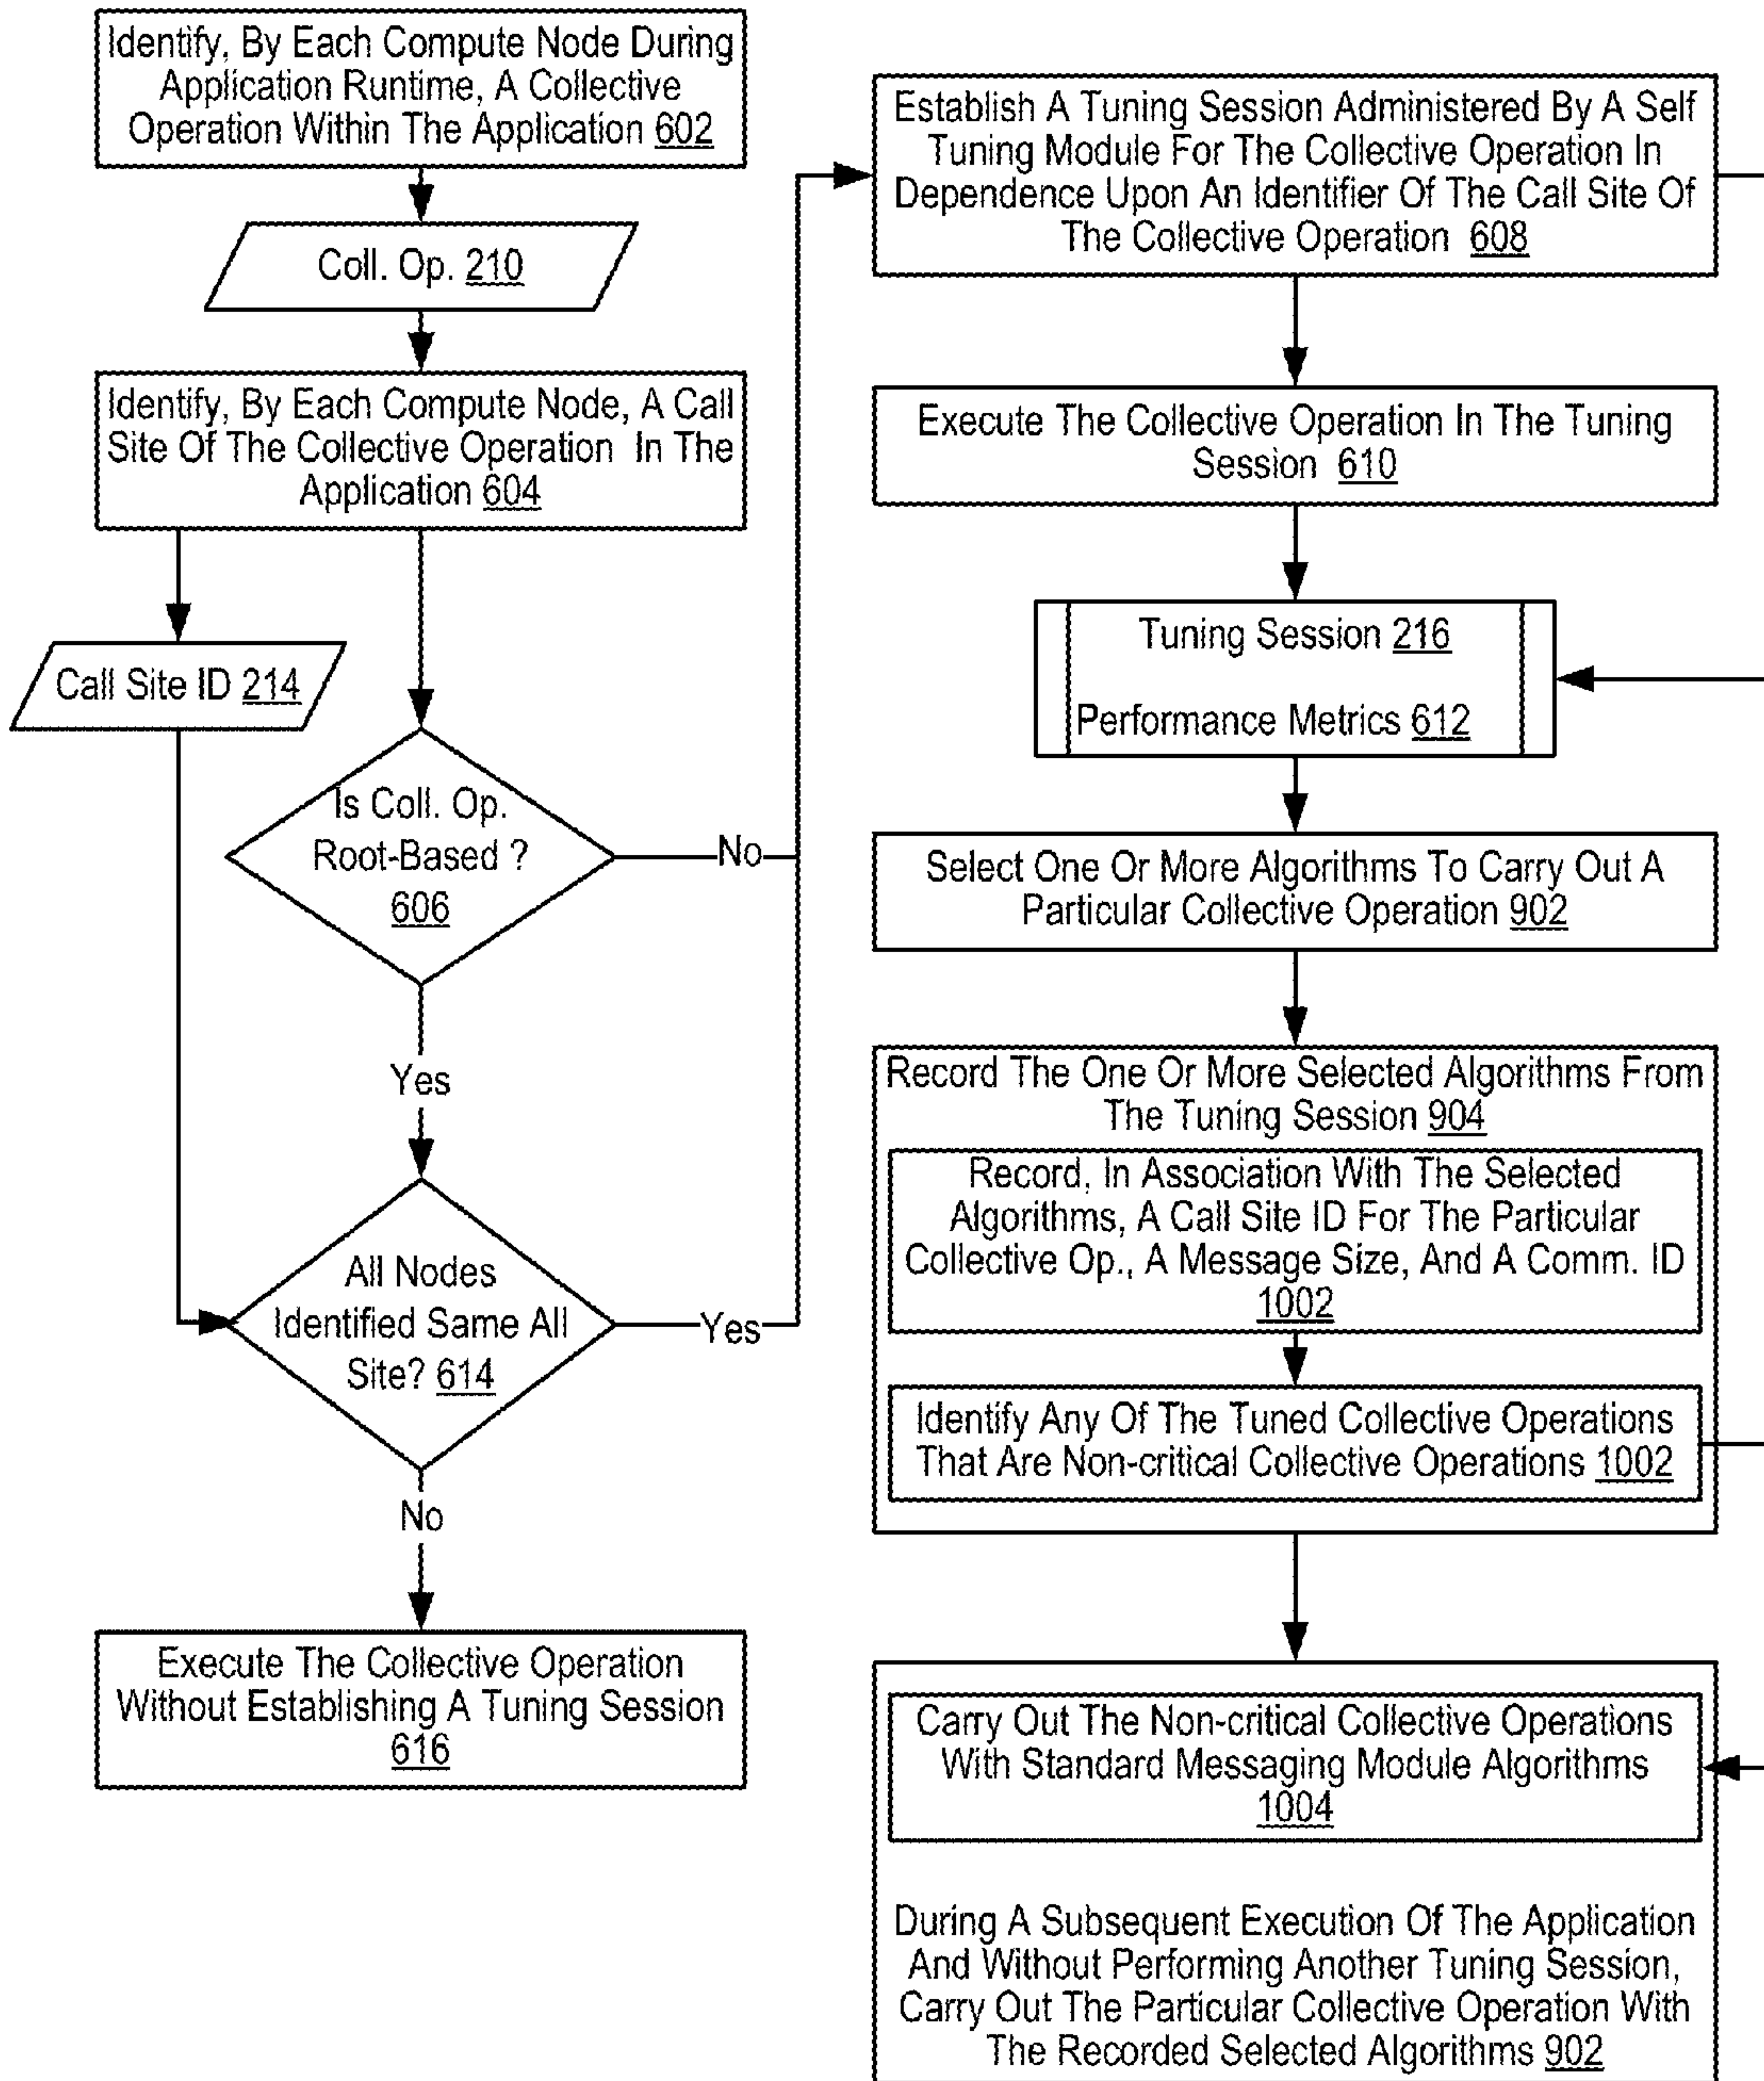 Identify, By Each Compute Node During
Application Runtime, A Collective
Operation Within The Application 602
Coll. Op. 210
Identify, By Each Compute Node, A Call
Site Of The Collective Operation In The
Application 604
Call Site ID 214
Is Coll. Op.
Root-Based ?
606
No
Yes
All Nodes
Identified Same All
Site? 614
Yes
No
Execute The Collective Operation
Without Establishing A Tuning Session
616
Establish A Tuning Session Administered By A Self
Tuning Module For The Collective Operation In
Dependence Upon An Identifier Of The Call Site Of
The Collective Operation 608
Execute The Collective Operation In The Tuning
Session 610
Tuning Session 216
Performance Metrics 612
Select One Or More Algorithms To Carry Out A
Particular Collective Operation 902
Record The One Or More Selected Algorithms From
The Tuning Session 904
Record, In Association With The Selected
Algorithms, A Call Site ID For The Particular
Collective Op., A Message Size, And A Comm. ID
1002
Identify Any Of The Tuned Collective Operations
That Are Non-critical Collective Operations 1002
Carry Out The Non-critical Collective Operations
With Standard Messaging Module Algorithms
1004
During A Subsequent Execution Of The Application
And Without Performing Another Tuning Session,
Carry Out The Particular Collective Operation With
The Recorded Selected Algorithms 902